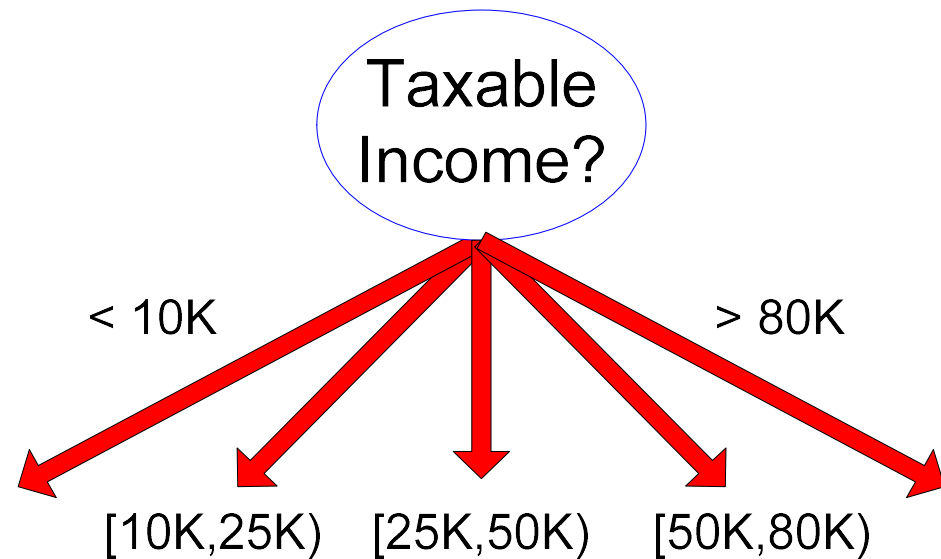 Taxable
Income?
< 10K
> 80K
[10K,25K)
[25K,50K)
[50K,80K)